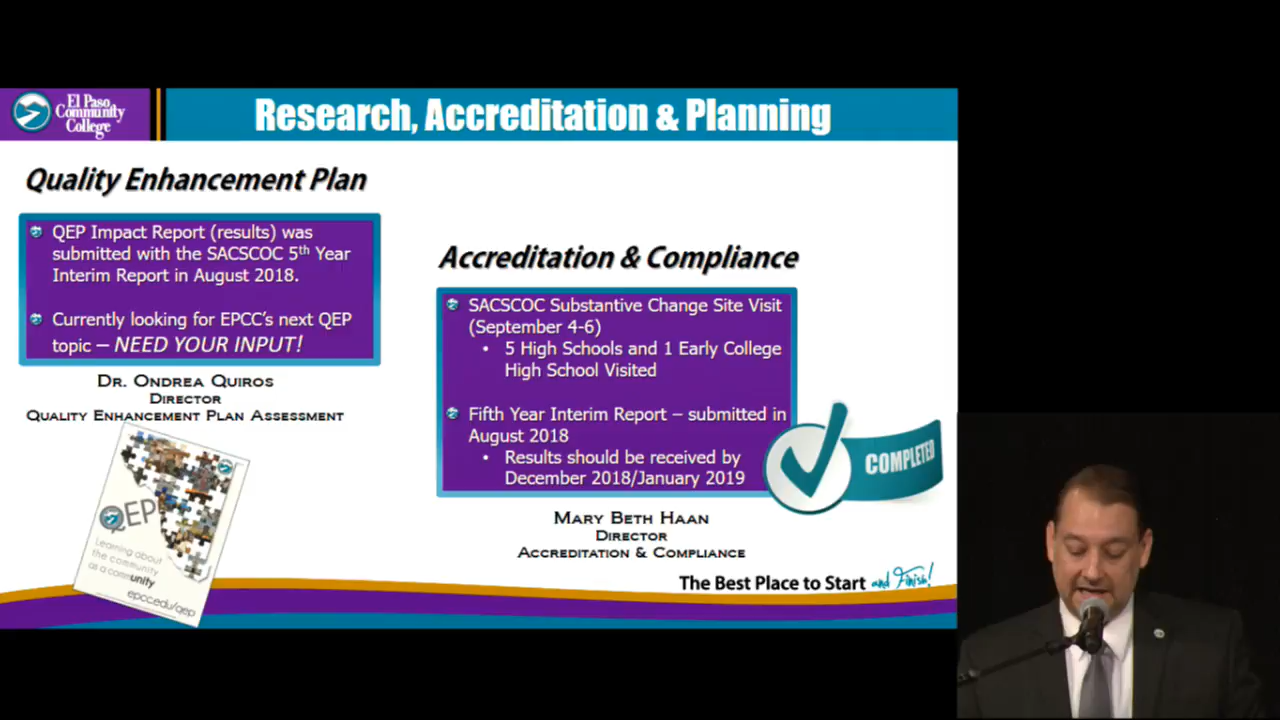 El Paso
Community
College
Research, Accreditation & Planning
Quality Enhancement Plan
QEP Impact Report (results) was
submitted with the SACSCOC 5th Year
Interim Report in August 2018.
Currently looking for EPCC's next QEP
topic – NEED YOUR INPUT!
Dr. Ondrea Quiros
Director
Quality Enhancement Plan Assessment
QEP
Learning about
the community
as a community
epcc.edu/qep
Accreditation & Compliance
SACSCOC Substantive Change Site Visit
(September 4-6)
• 5 High Schools and 1 Early College
High School Visited
Fifth Year Interim Report – submitted in
August 2018
• Results should be received by
December 2018/January 2019
COMPLETED
Mary Beth Haan
Director
Accreditation & Compliance
The Best Place to Start and Finish!